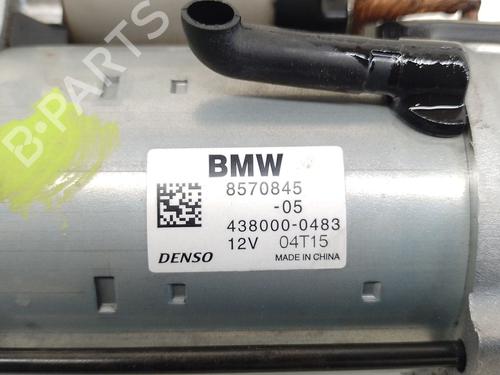 B-PARTS
BMW
8570845
-05
438000-0483
12V 04T15
DENSO MADE IN CHINA